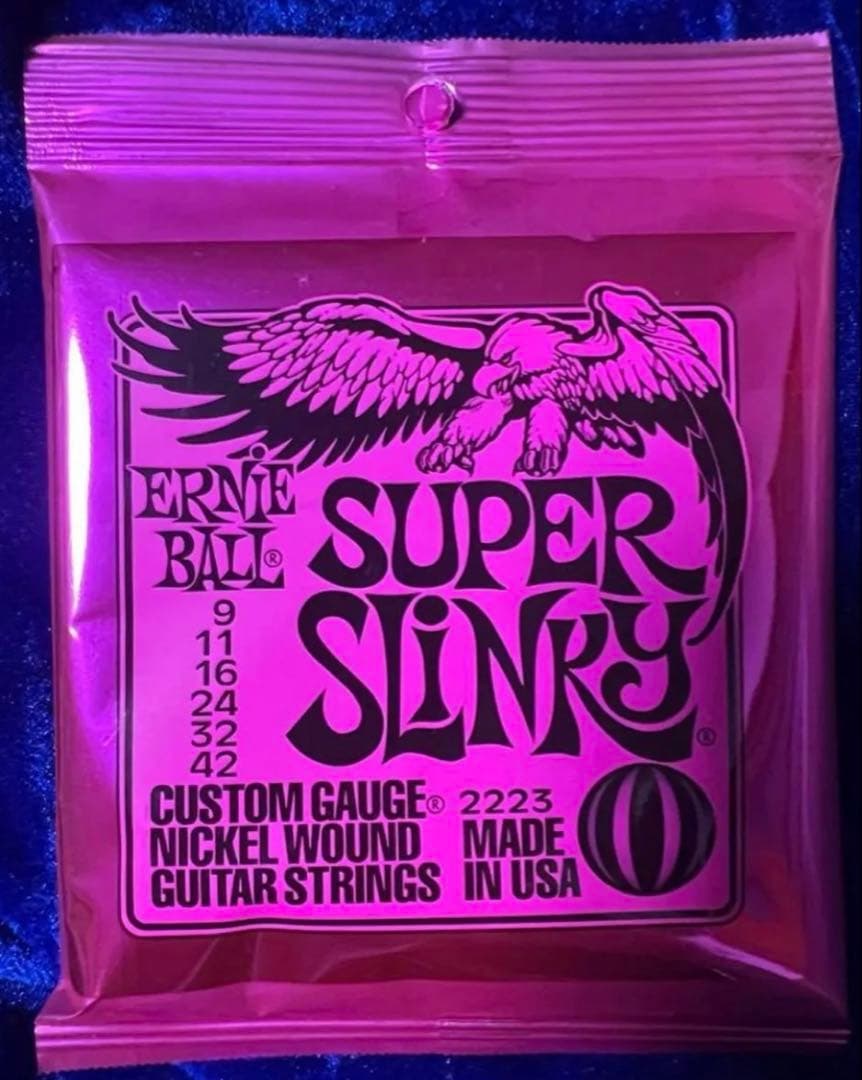 ERNiE
BALL®
SUPER
SLiNKY®
9
11
16
24
32
42
CUSTOM GAUGE® 2223
NICKEL WOUND MADE
GUITAR STRINGS IN USA